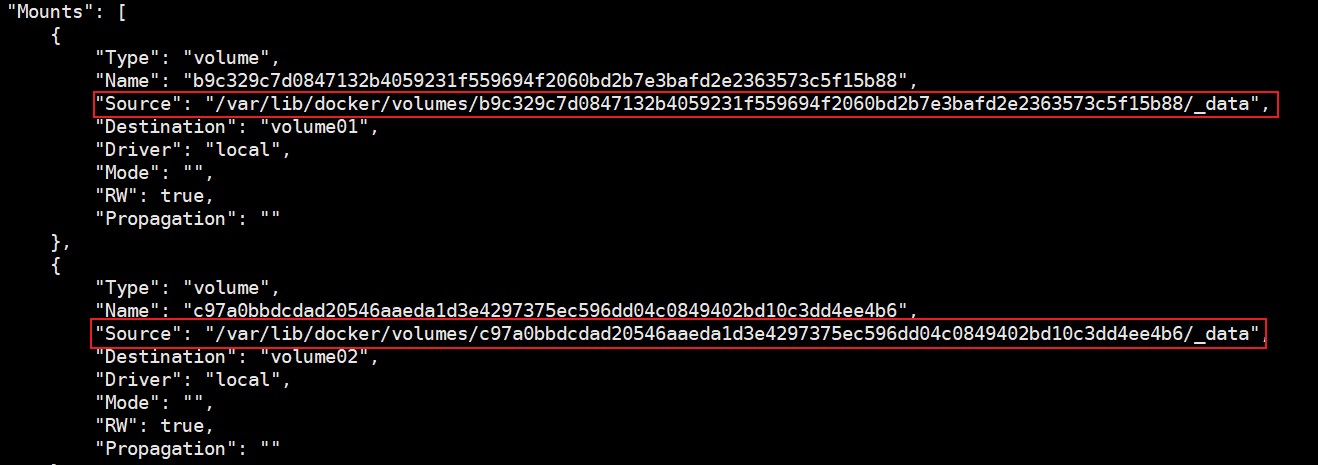 "Mounts": [
    {
        "Type": "volume",
        "Name": "b9c329c7d0847132b4059231f559694f2060bd2b7e3bafd2e2363573c5f15b88",
        "Source": "/var/lib/docker/volumes/b9c329c7d0847132b4059231f559694f2060bd2b7e3bafd2e2363573c5f15b88/_data",
        "Destination": "volume01",
        "Driver": "local",
        "Mode": "",
        "RW": true,
        "Propagation": ""
    },
    {
        "Type": "volume",
        "Name": "c97a0bbdcdad20546aaeda1d3e4297375ec596dd04c0849402bd10c3dd4ee4b6",
        "Source": "/var/lib/docker/volumes/c97a0bbdcdad20546aaeda1d3e4297375ec596dd04c0849402bd10c3dd4ee4b6/_data",
        "Destination": "volume02",
        "Driver": "local",
        "Mode": "",
        "RW": true,
        "Propagation": ""